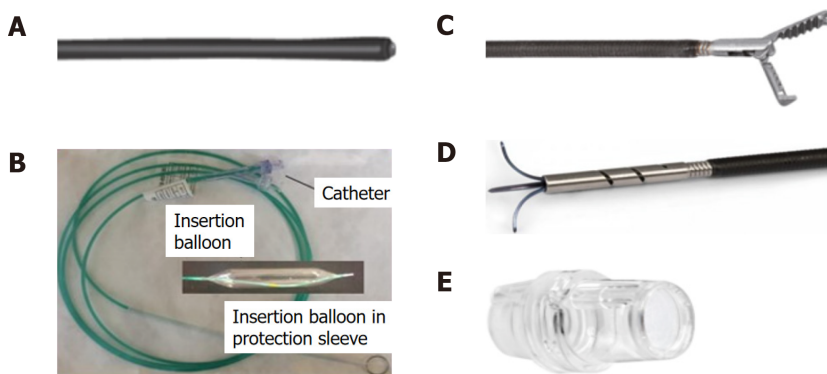 A
B
Catheter
Insertion
balloon
Insertion balloon in
protection sleeve
C
D
E